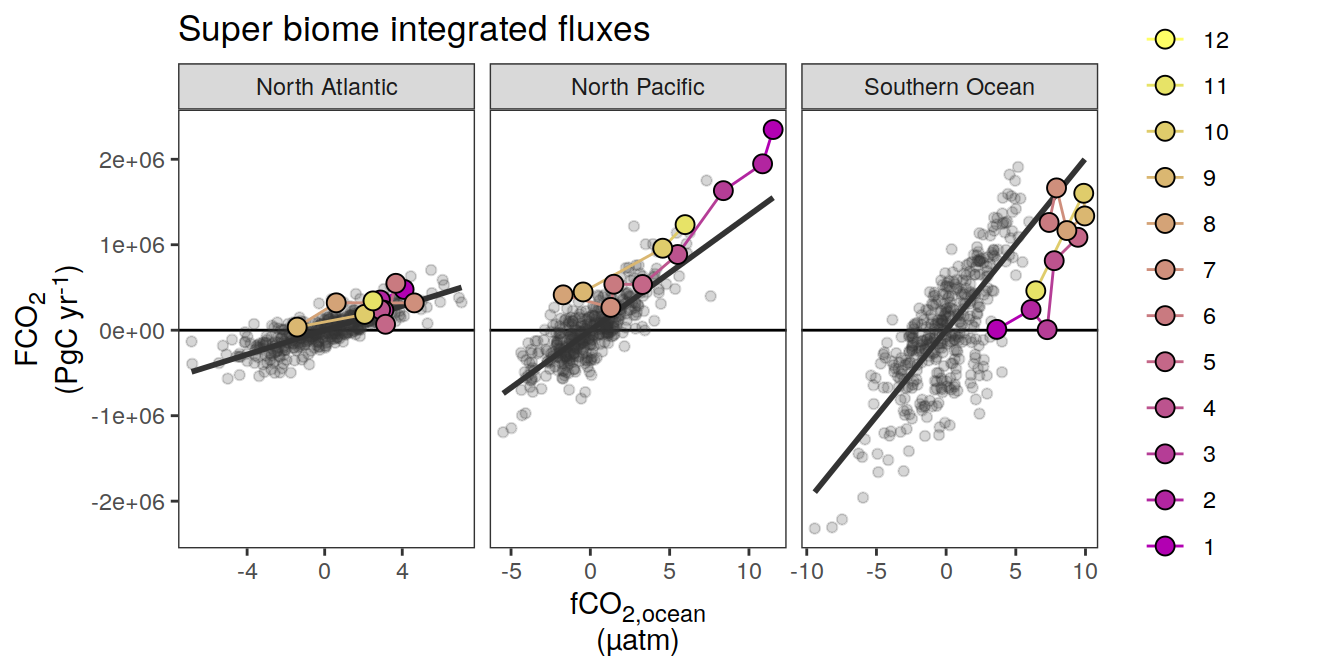 Super biome integrated fluxes
North Atlantic
North Pacific
Southern Ocean
FCO2
(PgC yr-1)
2e+06
1e+06
0e+00
-1e+06
-2e+06
-4 0 4
-5 0 5 10
-10 -5 0 5 10
fCO2,ocean
(µatm)
12
11
10
9
8
7
6
5
4
3
2
1